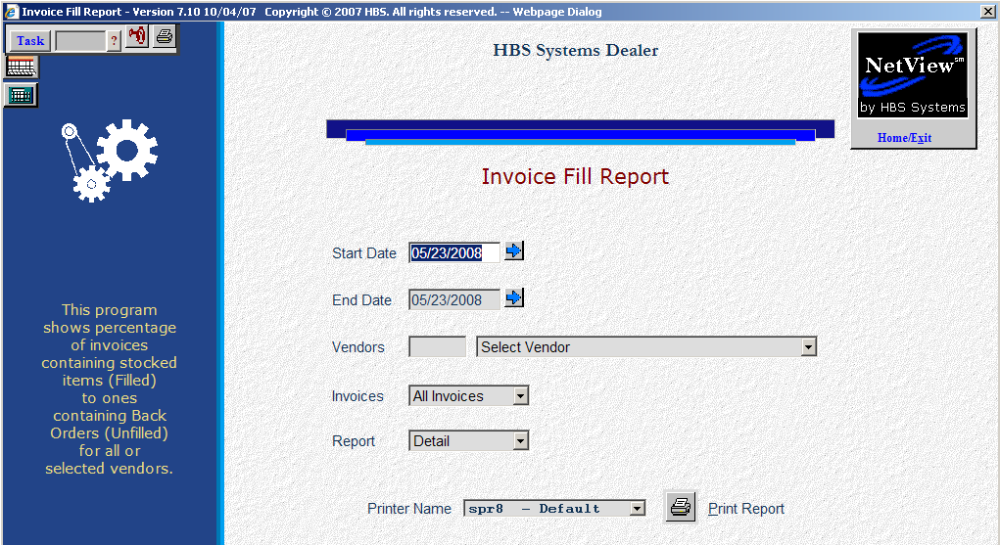 Invoice Fill Report - Version 7.10 10/04/07 Copyright © 2007 HBS. All rights reserved. -- Webpage Dialog
Task ?
HBS Systems Dealer
NetView℠
by HBS Systems
Home/Exit
Invoice Fill Report
This program
shows percentage
of invoices
containing stocked
items (Filled)
to ones
containing Back
Orders (Unfilled)
for all or
selected vendors.
Start Date 05/23/2008
End Date 05/23/2008
Vendors Select Vendor
Invoices All Invoices
Report Detail
Printer Name spr8 - Default Print Report